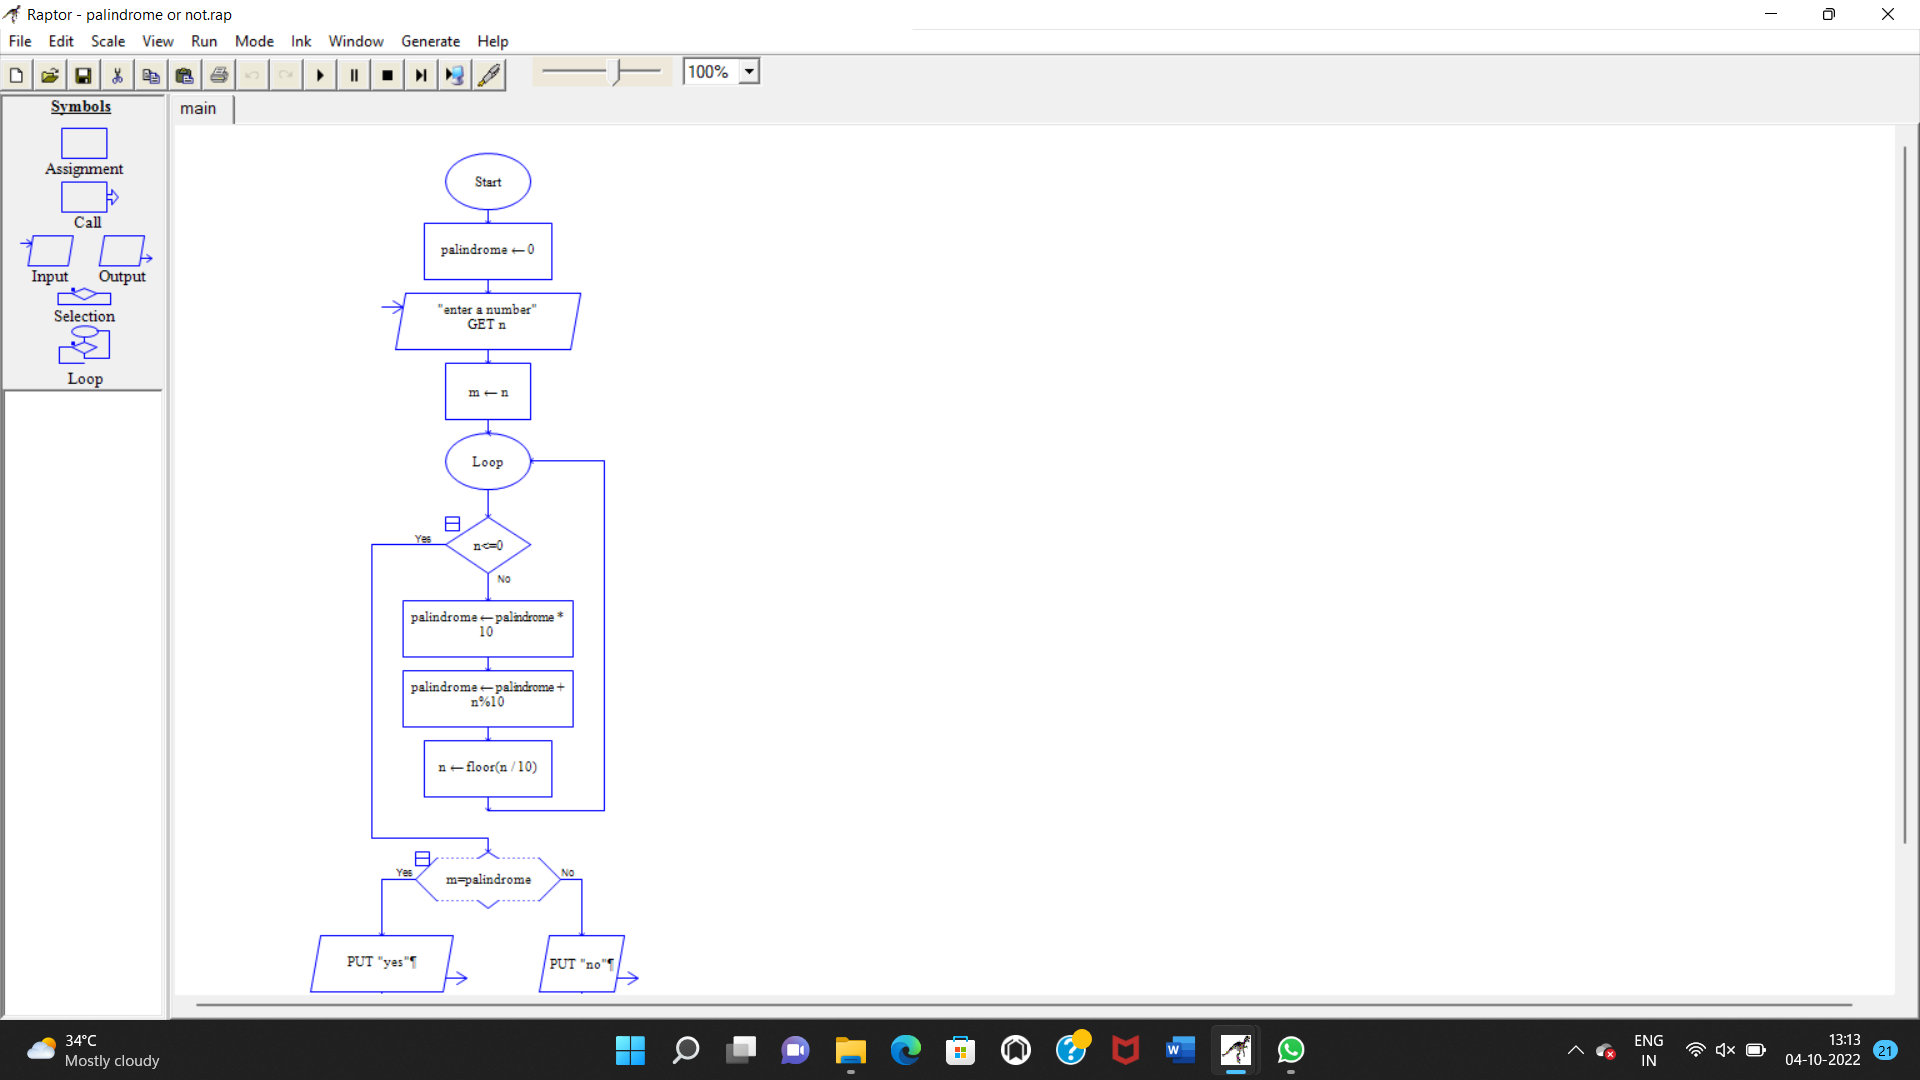 Raptor - palindrome or not.rap
File Edit Scale View Run Mode Ink Window Generate Help
100%
Symbols
main
Assignment
Call
Input Output
Selection
Loop
Start
palindrome ← 0
"enter a number"
GET n
m ← n
Loop
Yes
n<=0
No
palindrome ← palindrome *
10
palindrome ← palindrome +
n%10
n ← floor(n / 10)
Yes
m=palindrome
No
PUT "yes"¶
PUT "no"¶
34°C
Mostly cloudy
W
ENG
IN
13:13
04-10-2022
21